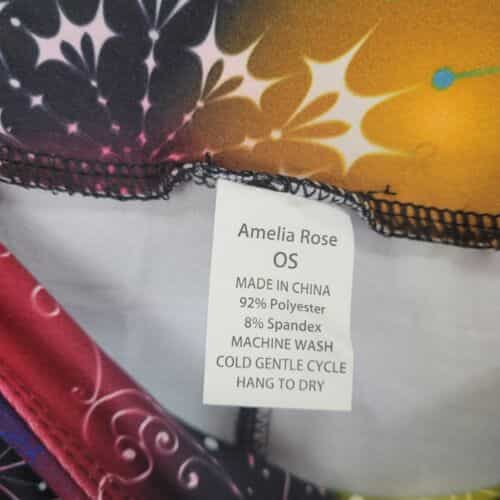 Amelia Rose
OS
MADE IN CHINA
92% Polyester
8% Spandex
MACHINE WASH
COLD GENTLE CYCLE
HANG TO DRY